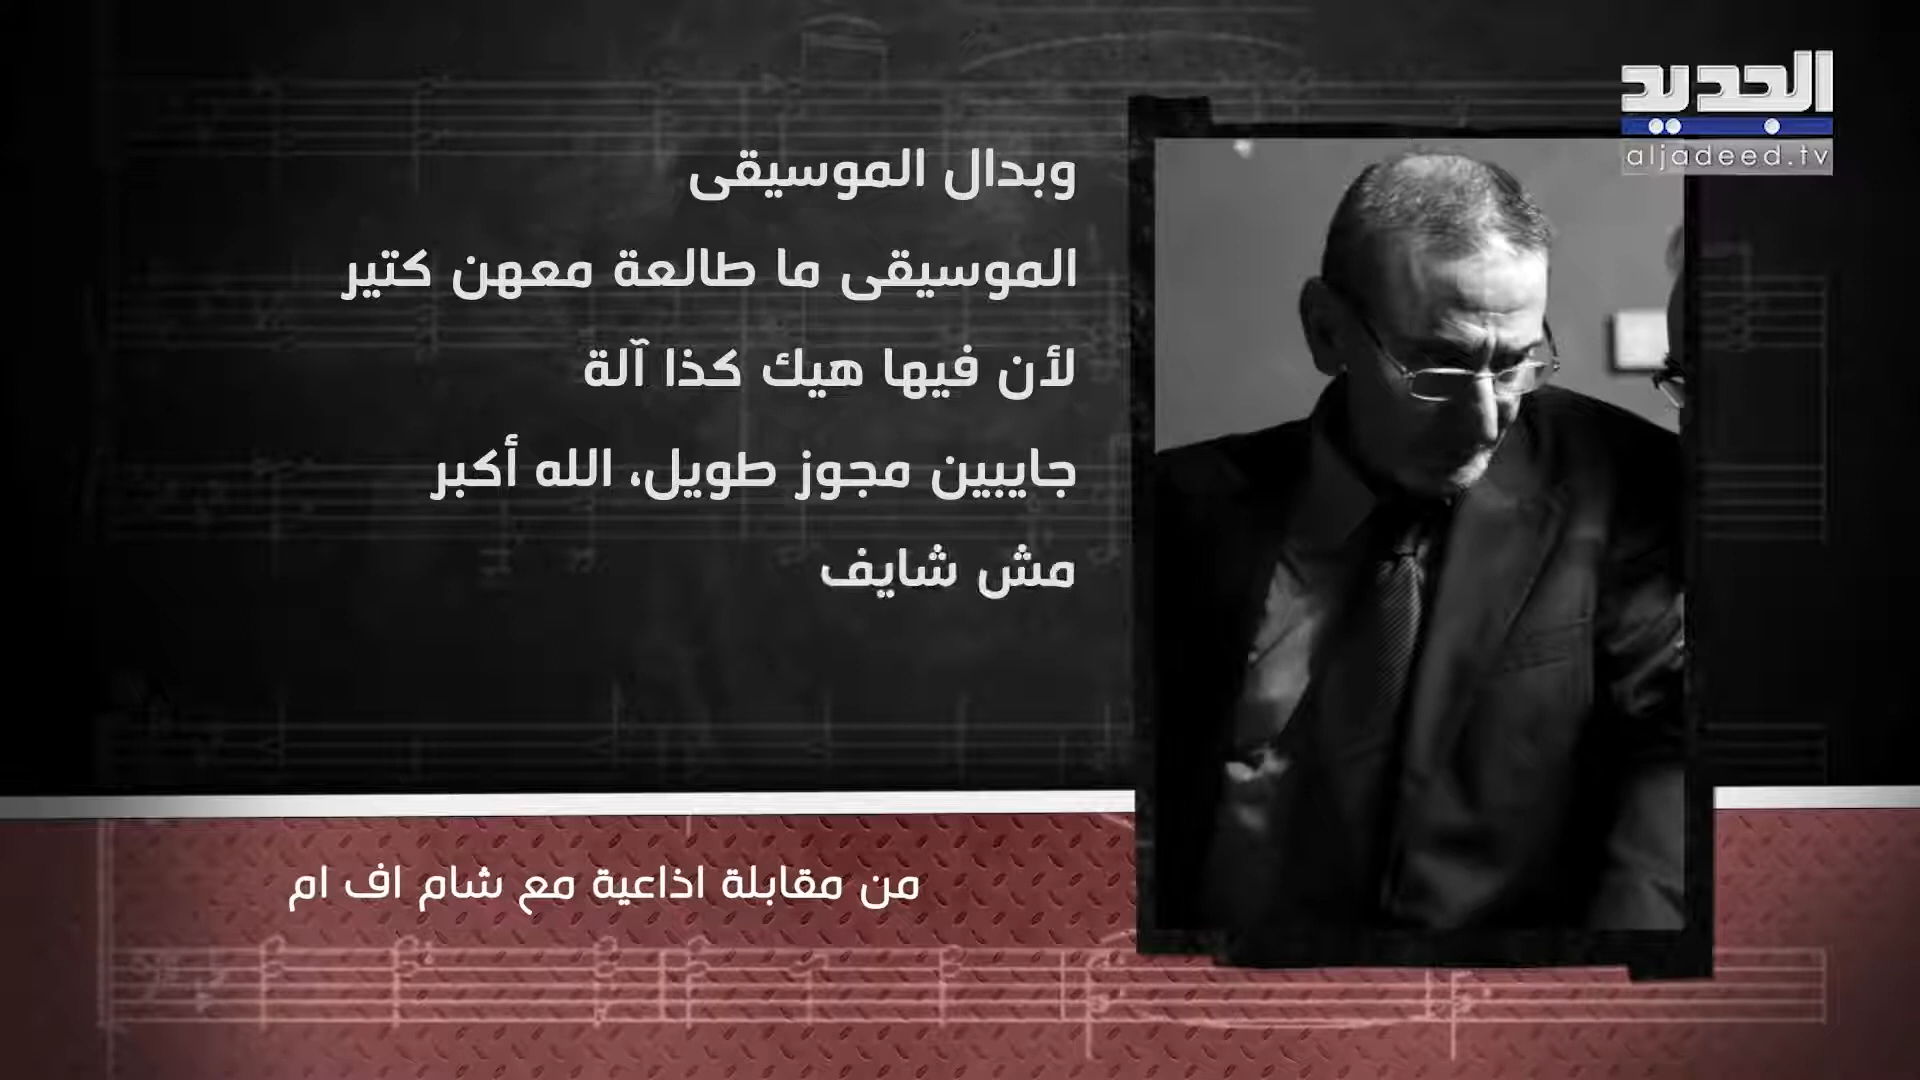 الجديد
aljadeed.tv
وبدال الموسيقى
الموسيقى ما طالعة معهن كتير
لأن فيها هيك كذا آلة
جايبين مجوز طويل، الله أكبر
مش شايف
من مقابلة اذاعية مع شام اف ام